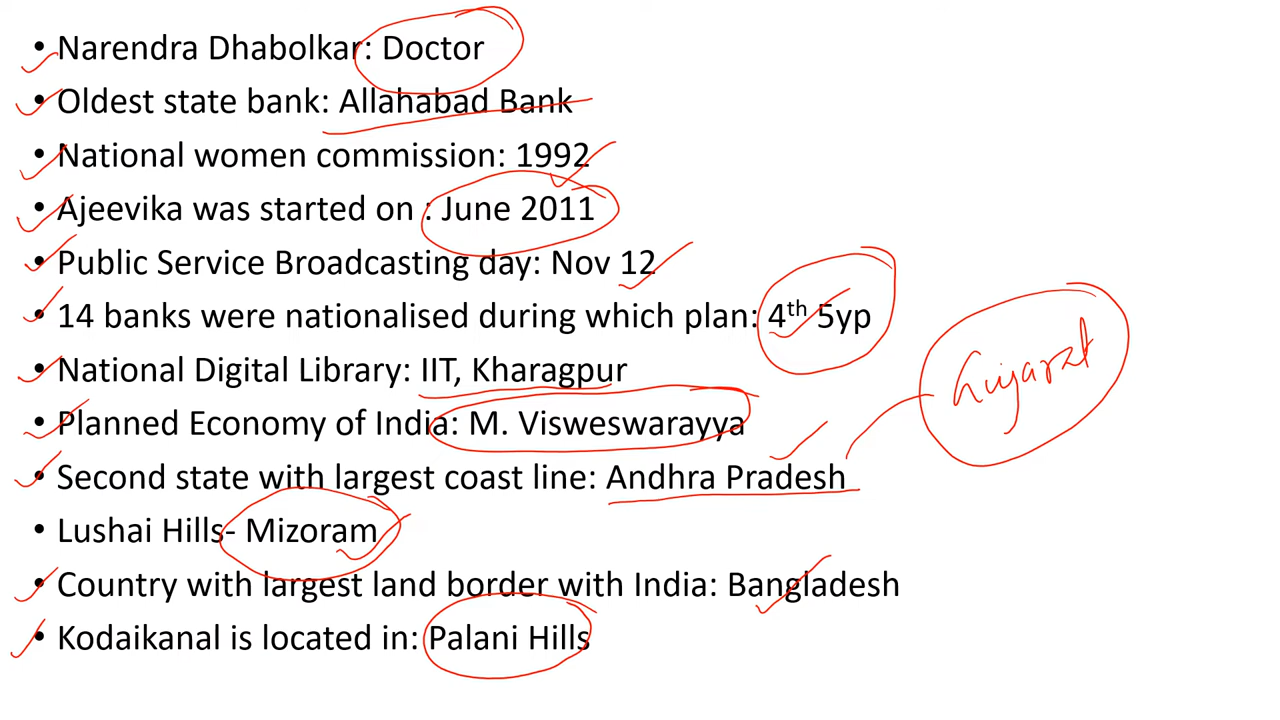 • Narendra Dhabolkar: Doctor
• Oldest state bank: Allahabad Bank
• National women commission: 1992
• Ajeevika was started on : June 2011
• Public Service Broadcasting day: Nov 12
• 14 banks were nationalised during which plan: 4th 5yp
• National Digital Library: IIT, Kharagpur
Gujarat
• Planned Economy of India: M. Visweswarayya
• Second state with largest coast line: Andhra Pradesh
• Lushai Hills- Mizoram
• Country with largest land border with India: Bangladesh
• Kodaikanal is located in: Palani Hills